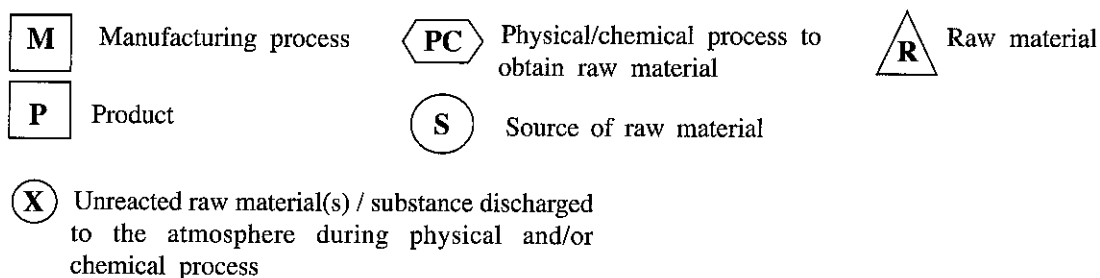 M Manufacturing process
PC Physical/chemical process to
obtain raw material
R Raw material
P Product
S Source of raw material
X Unreacted raw material(s) / substance discharged
to the atmosphere during physical and/or
chemical process